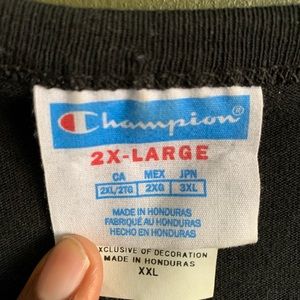 Champion®
2X-LARGE
CA MEX JPN
2XL/2TG 2XG 3XL
MADE IN HONDURAS
FABRIQUÉ AU HONDURAS
HECHO EN HONDURAS
EXCLUSIVE OF DECORATION
MADE IN HONDURAS
XXL